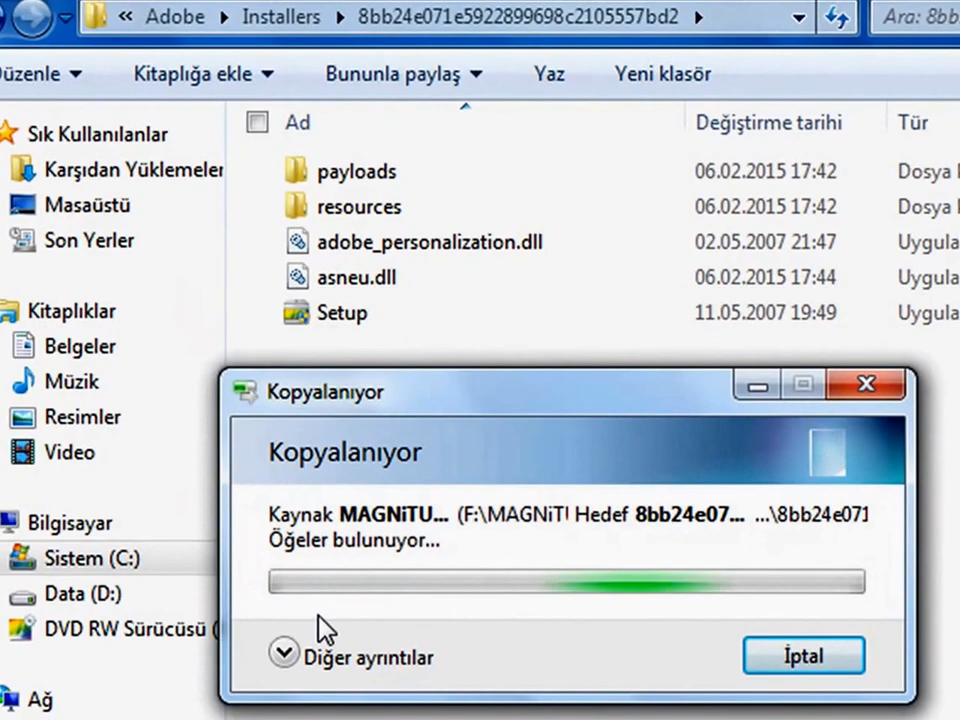 « Adobe Installers 8bb24e071e5922899698c2105557bd2
Ara: 8bb
Düzenle Kitaplığa ekle Bununla paylaş Yaz Yeni klasör
Ad Değiştirme tarihi Tür
Sık Kullanılanlar
Karşıdan Yüklemeler
Masaüstü
Son Yerler
Kitaplıklar
Belgeler
Müzik
Resimler
Video
Bilgisayar
Sistem (C:)
Data (D:)
DVD RW Sürücüsü (
Ağ
payloads 06.02.2015 17:42 Dosya
resources 06.02.2015 17:42 Dosya
adobe_personalization.dll 02.05.2007 21:47 Uygula
asneu.dll 06.02.2015 17:44 Uygula
Setup 11.05.2007 19:49 Uygula
Kopyalanıyor
Kopyalanıyor
Kaynak MAGNiTU... (F:\MAGNiTU Hedef 8bb24e07... ...\8bb24e071
Öğeler bulunuyor...
Diğer ayrıntılar
İptal